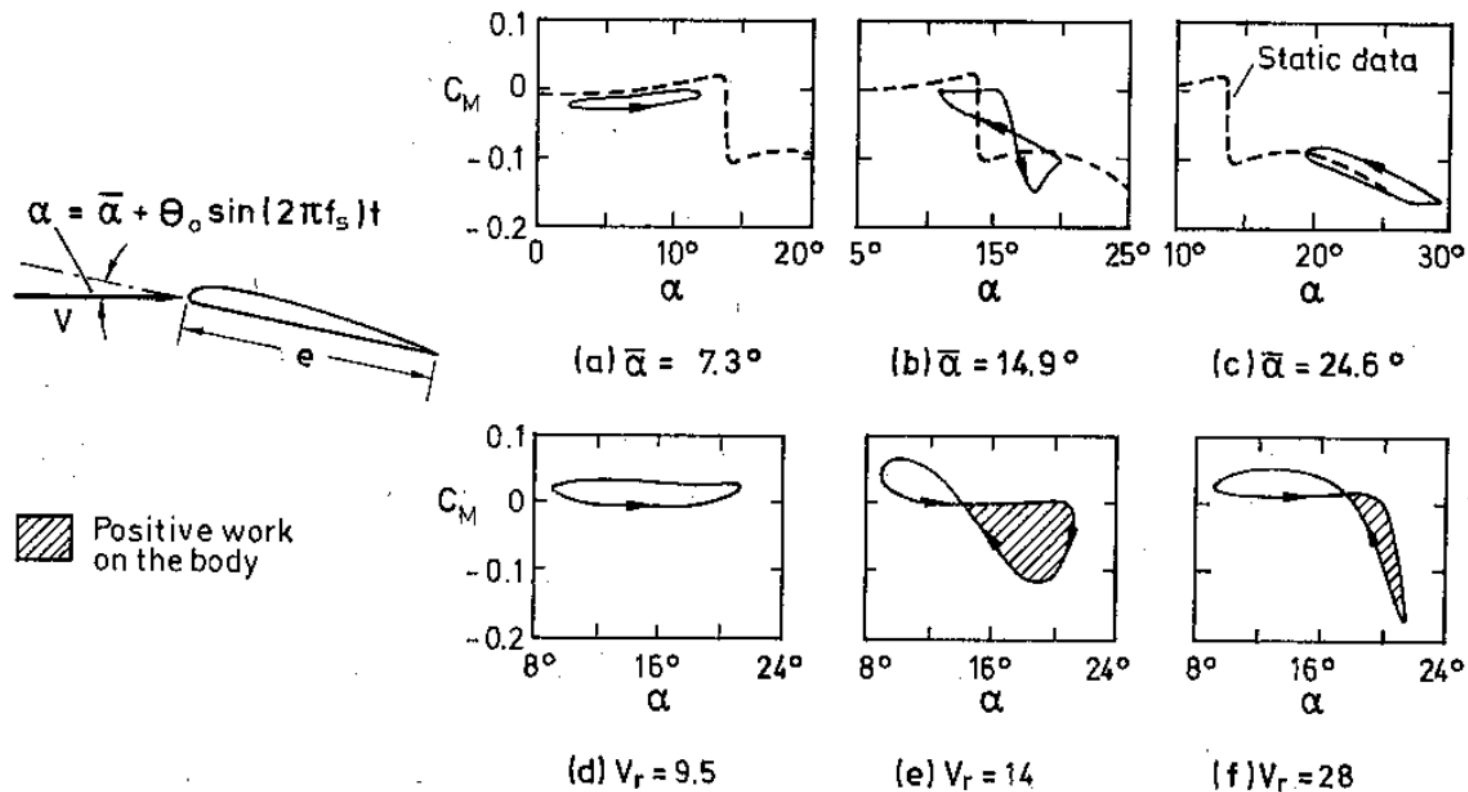 0.1
0
C_M
-0.1
-0.2
0 10° 20°
α
(a) ᾱ = 7.3°
5° 15° 25°
α
(b) ᾱ = 14.9°
Static data
10° 20° 30°
α
(c) ᾱ = 24.6°
α = ᾱ + θ₀ sin(2πf_s)t
V
e
Positive work
on the body
0.1
C_M 0
-0.1
-0.2
8° 16° 24°
α
(d) V_r = 9.5
8° 16° 24°
α
(e) V_r = 14
8° 16° 24°
α
(f) V_r = 28